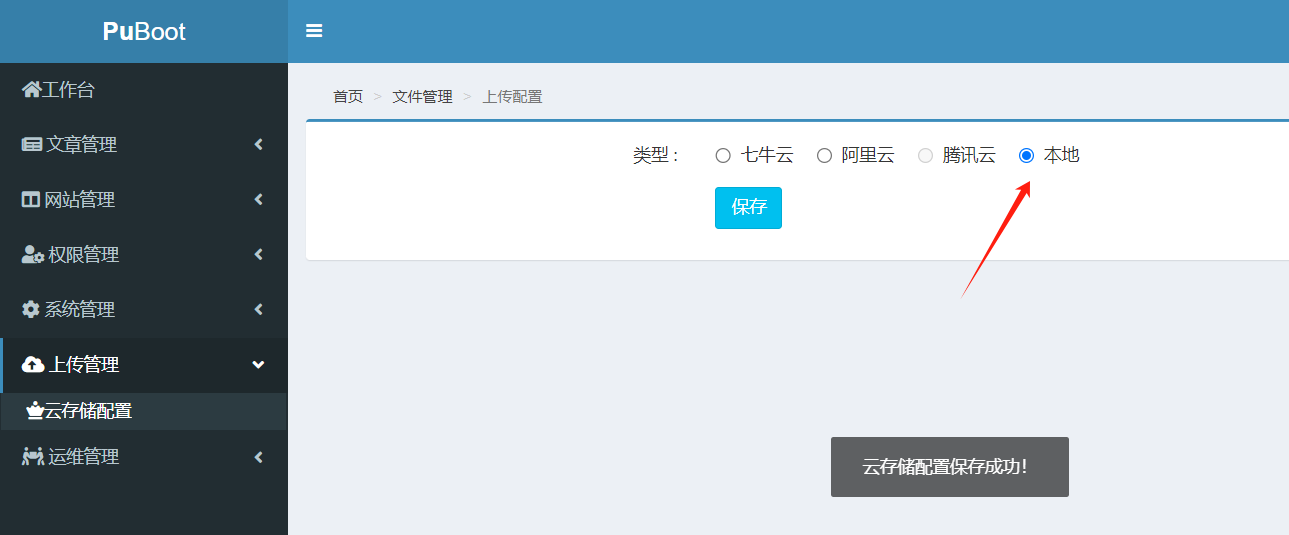 PuBoot
工作台
文章管理
网站管理
权限管理
系统管理
上传管理
云存储配置
运维管理
首页 > 文件管理 > 上传配置
类型： 七牛云 阿里云 腾讯云 本地
保存
云存储配置保存成功！